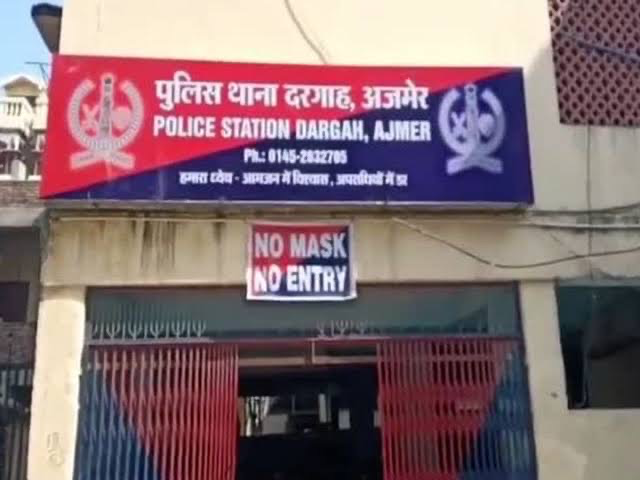 पुलिस थाना दरगाह, अजमेर
POLICE STATION DARGAH, AJMER
Ph.: 0145-2632705
हमारा ध्येय - आमजन में विश्वास, अपराधियों में डर
NO MASK
NO ENTRY